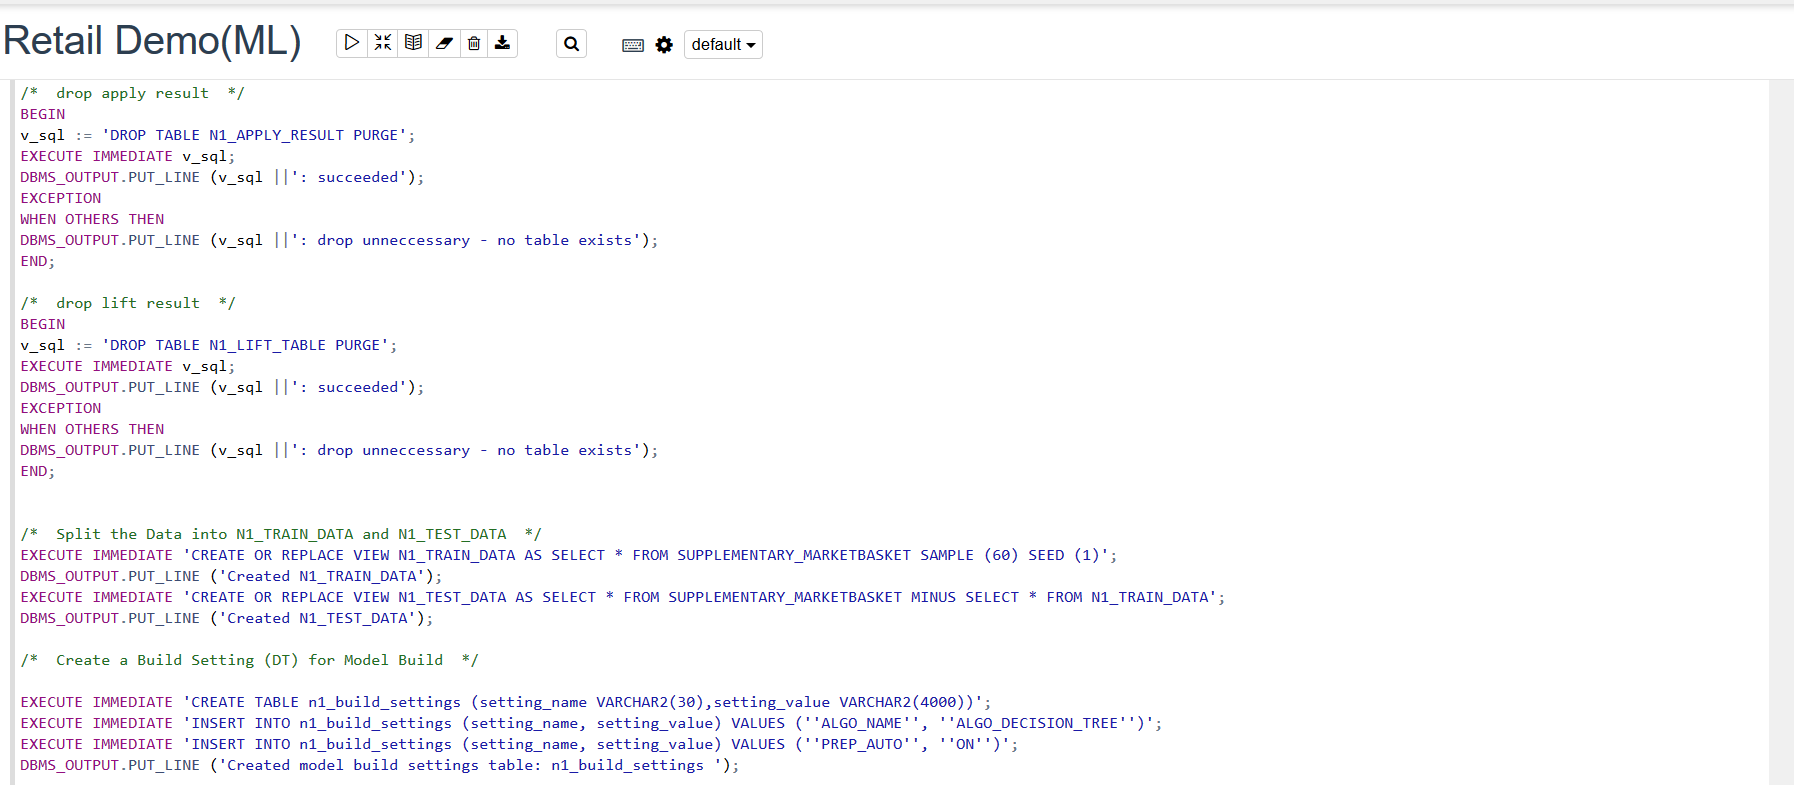 Retail Demo(ML)
default
/*  drop apply result  */
BEGIN
v_sql := 'DROP TABLE N1_APPLY_RESULT PURGE';
EXECUTE IMMEDIATE v_sql;
DBMS_OUTPUT.PUT_LINE (v_sql ||': succeeded');
EXCEPTION
WHEN OTHERS THEN
DBMS_OUTPUT.PUT_LINE (v_sql ||': drop unneccessary - no table exists');
END;
/*  drop lift result  */
BEGIN
v_sql := 'DROP TABLE N1_LIFT_TABLE PURGE';
EXECUTE IMMEDIATE v_sql;
DBMS_OUTPUT.PUT_LINE (v_sql ||': succeeded');
EXCEPTION
WHEN OTHERS THEN
DBMS_OUTPUT.PUT_LINE (v_sql ||': drop unneccessary - no table exists');
END;
/*  Split the Data into N1_TRAIN_DATA and N1_TEST_DATA  */
EXECUTE IMMEDIATE 'CREATE OR REPLACE VIEW N1_TRAIN_DATA AS SELECT * FROM SUPPLEMENTARY_MARKETBASKET SAMPLE (60) SEED (1)';
DBMS_OUTPUT.PUT_LINE ('Created N1_TRAIN_DATA');
EXECUTE IMMEDIATE 'CREATE OR REPLACE VIEW N1_TEST_DATA AS SELECT * FROM SUPPLEMENTARY_MARKETBASKET MINUS SELECT * FROM N1_TRAIN_DATA';
DBMS_OUTPUT.PUT_LINE ('Created N1_TEST_DATA');
/*  Create a Build Setting (DT) for Model Build  */
EXECUTE IMMEDIATE 'CREATE TABLE n1_build_settings (setting_name VARCHAR2(30),setting_value VARCHAR2(4000))';
EXECUTE IMMEDIATE 'INSERT INTO n1_build_settings (setting_name, setting_value) VALUES (''ALGO_NAME'', ''ALGO_DECISION_TREE'')';
EXECUTE IMMEDIATE 'INSERT INTO n1_build_settings (setting_name, setting_value) VALUES (''PREP_AUTO'', ''ON'')';
DBMS_OUTPUT.PUT_LINE ('Created model build settings table: n1_build_settings ');